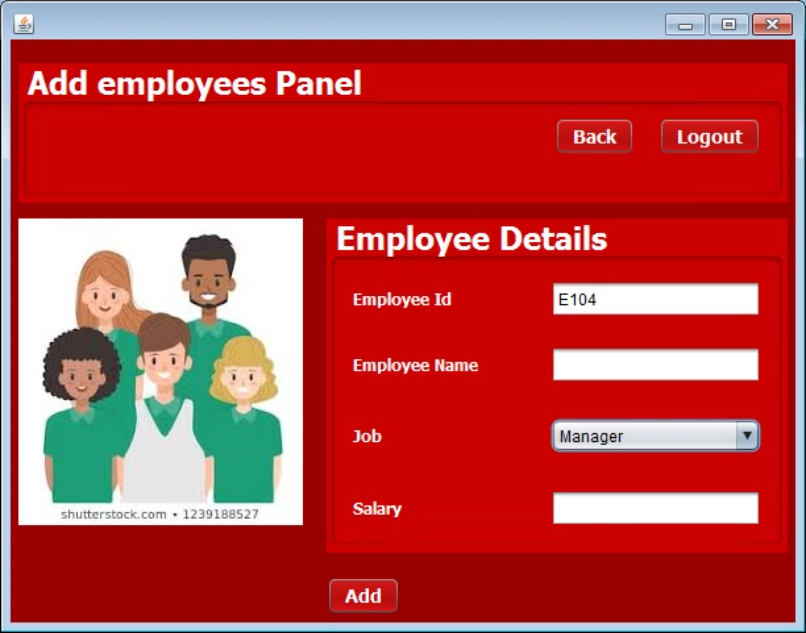 Add employees Panel
Back Logout
Employee Details
Employee Id E104
Employee Name
Job Manager
Salary
shutterstock.com • 1239188527
Add